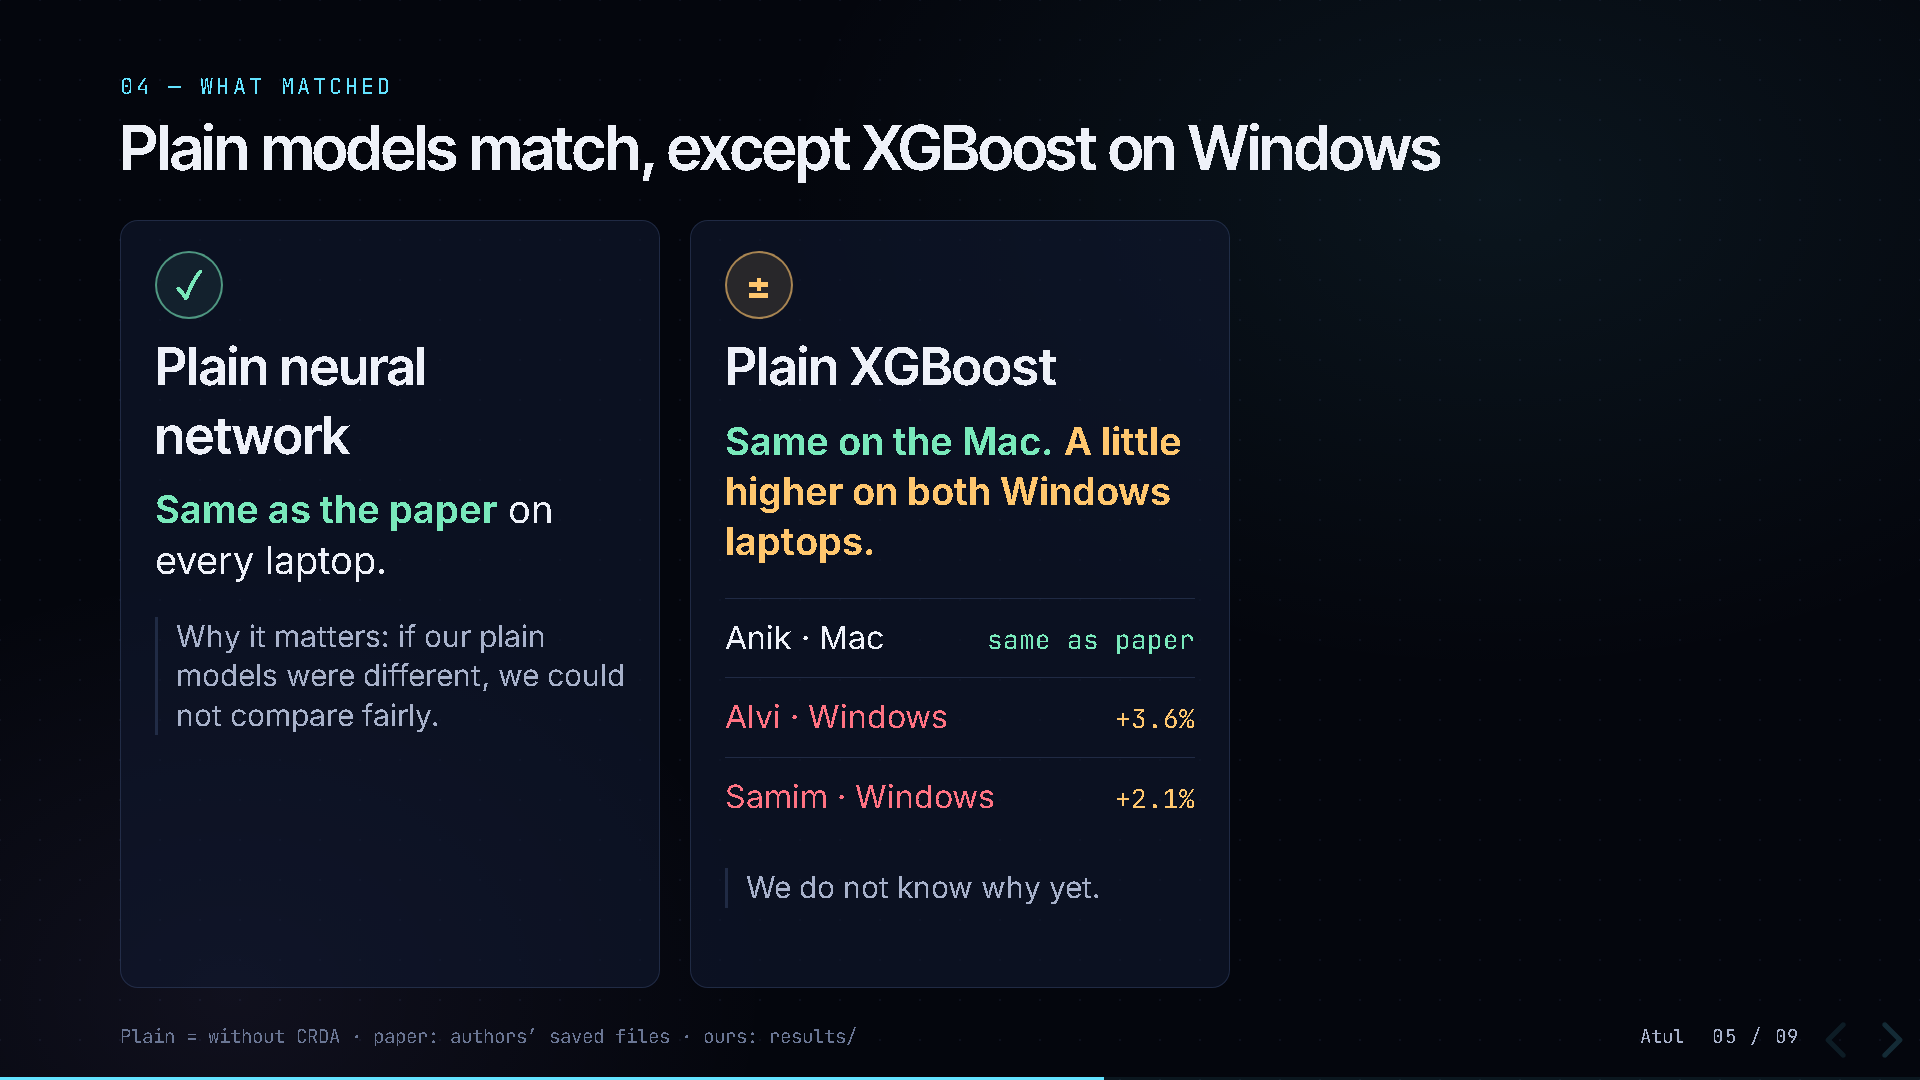 04 — WHAT MATCHED
Plain models match, except XGBoost on Windows
✓
Plain neural
network
Same as the paper on
every laptop.
Why it matters: if our plain
models were different, we could
not compare fairly.
±
Plain XGBoost
Same on the Mac. A little
higher on both Windows
laptops.
Anik · Mac same as paper
Alvi · Windows +3.6%
Samim · Windows +2.1%
We do not know why yet.
Plain = without CRDA · paper: authors’ saved files · ours: results/
Atul 05 / 09